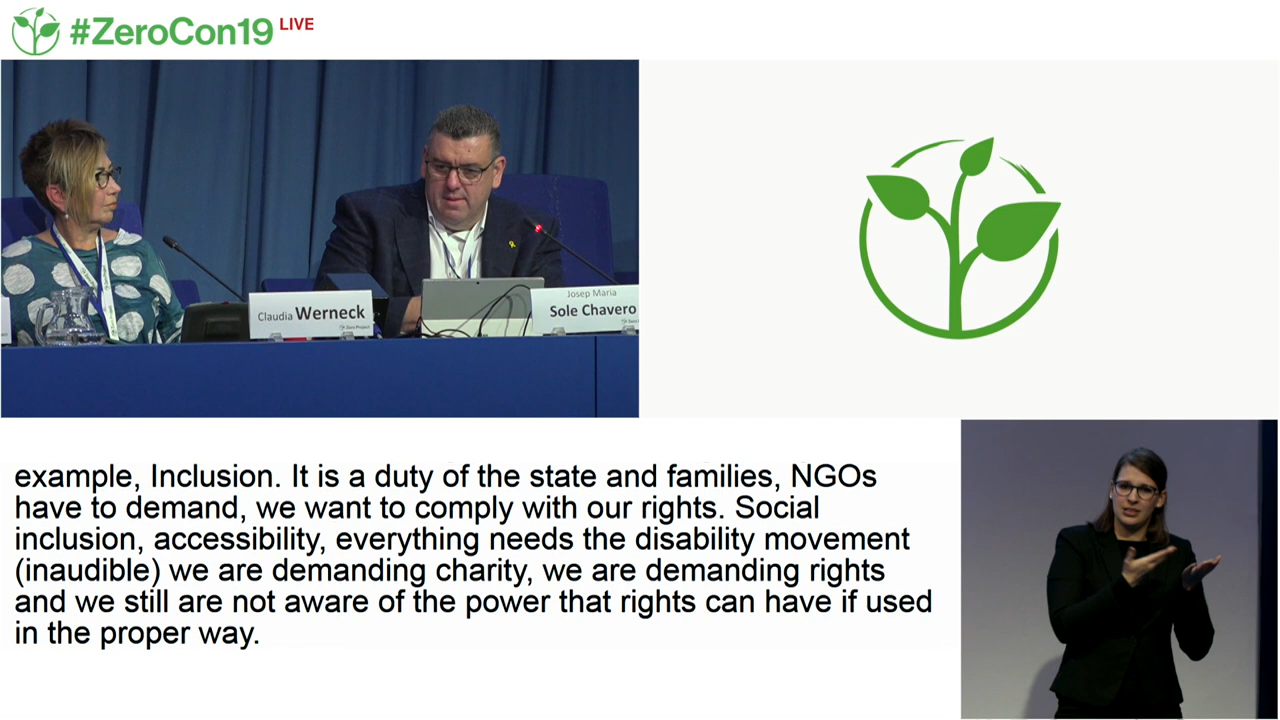 #ZeroCon19 LIVE
Claudia Werneck
Zero Project
Josep Maria
Sole Chavero
example, Inclusion. It is a duty of the state and families, NGOs
have to demand, we want to comply with our rights. Social
inclusion, accessibility, everything needs the disability movement
(inaudible) we are demanding charity, we are demanding rights
and we still are not aware of the power that rights can have if used
in the proper way.